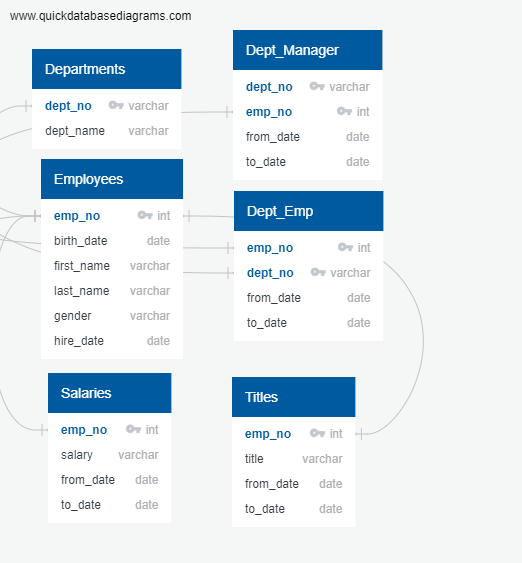 www.quickdatabasediagrams.com
Departments
dept_no varchar
dept_name varchar
Dept_Manager
dept_no varchar
emp_no int
from_date date
to_date date
Employees
emp_no int
birth_date date
first_name varchar
last_name varchar
gender varchar
hire_date date
Dept_Emp
emp_no int
dept_no varchar
from_date date
to_date date
Salaries
emp_no int
salary varchar
from_date date
to_date date
Titles
emp_no int
title varchar
from_date date
to_date date